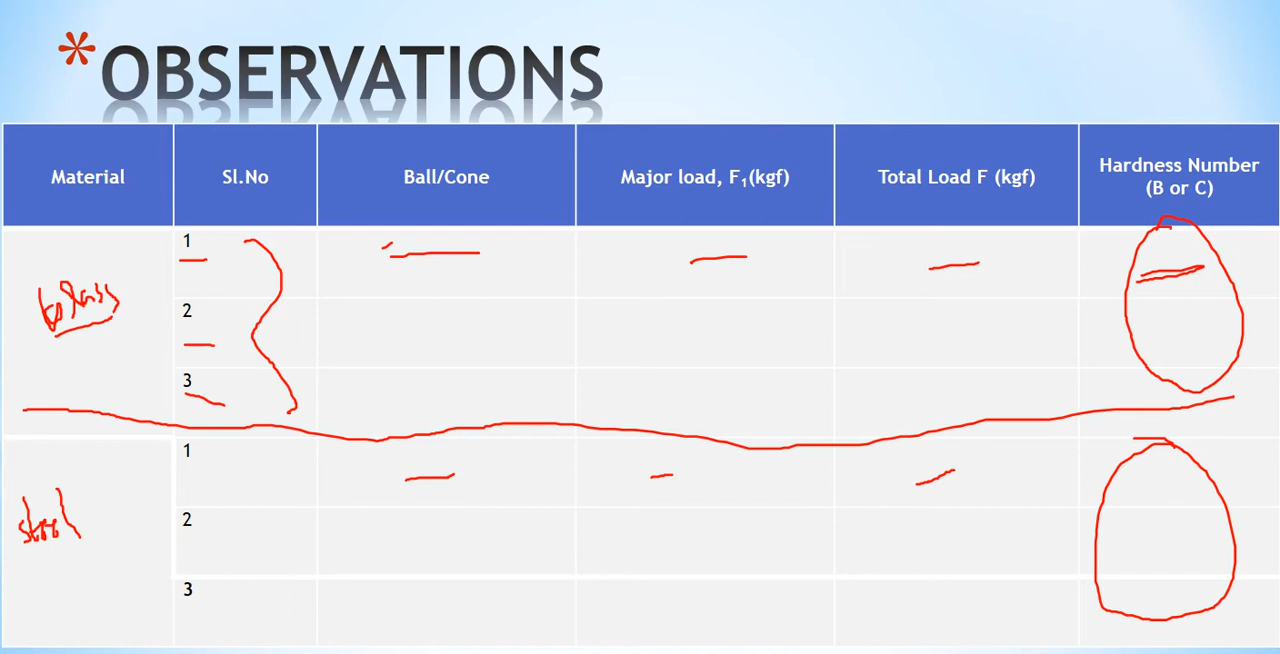 *OBSERVATIONS
Material Sl.No Ball/Cone Major load, F₁(kgf) Total Load F (kgf) Hardness Number (B or C)
1
2
3
1
steel
2
3